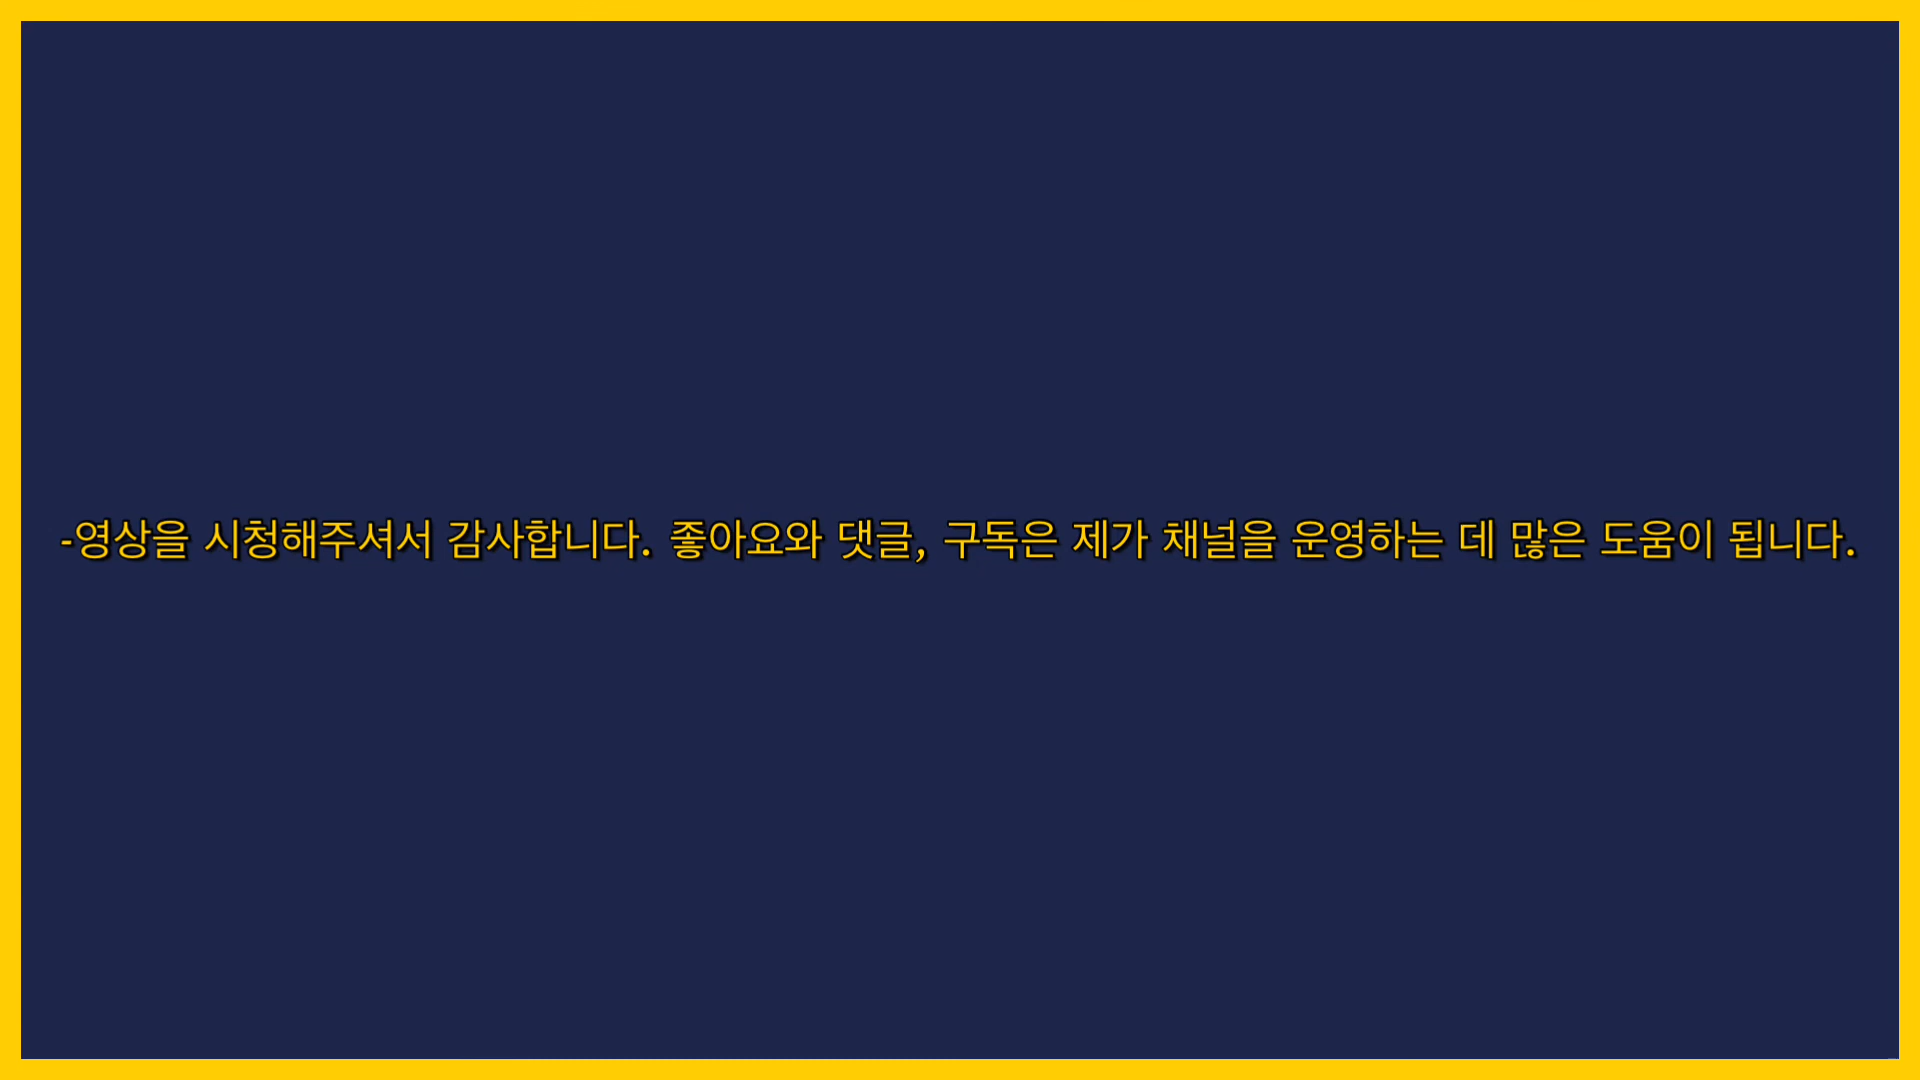 -영상을 시청해주셔서 감사합니다. 좋아요와 댓글, 구독은 제가 채널을 운영하는 데 많은 도움이 됩니다.